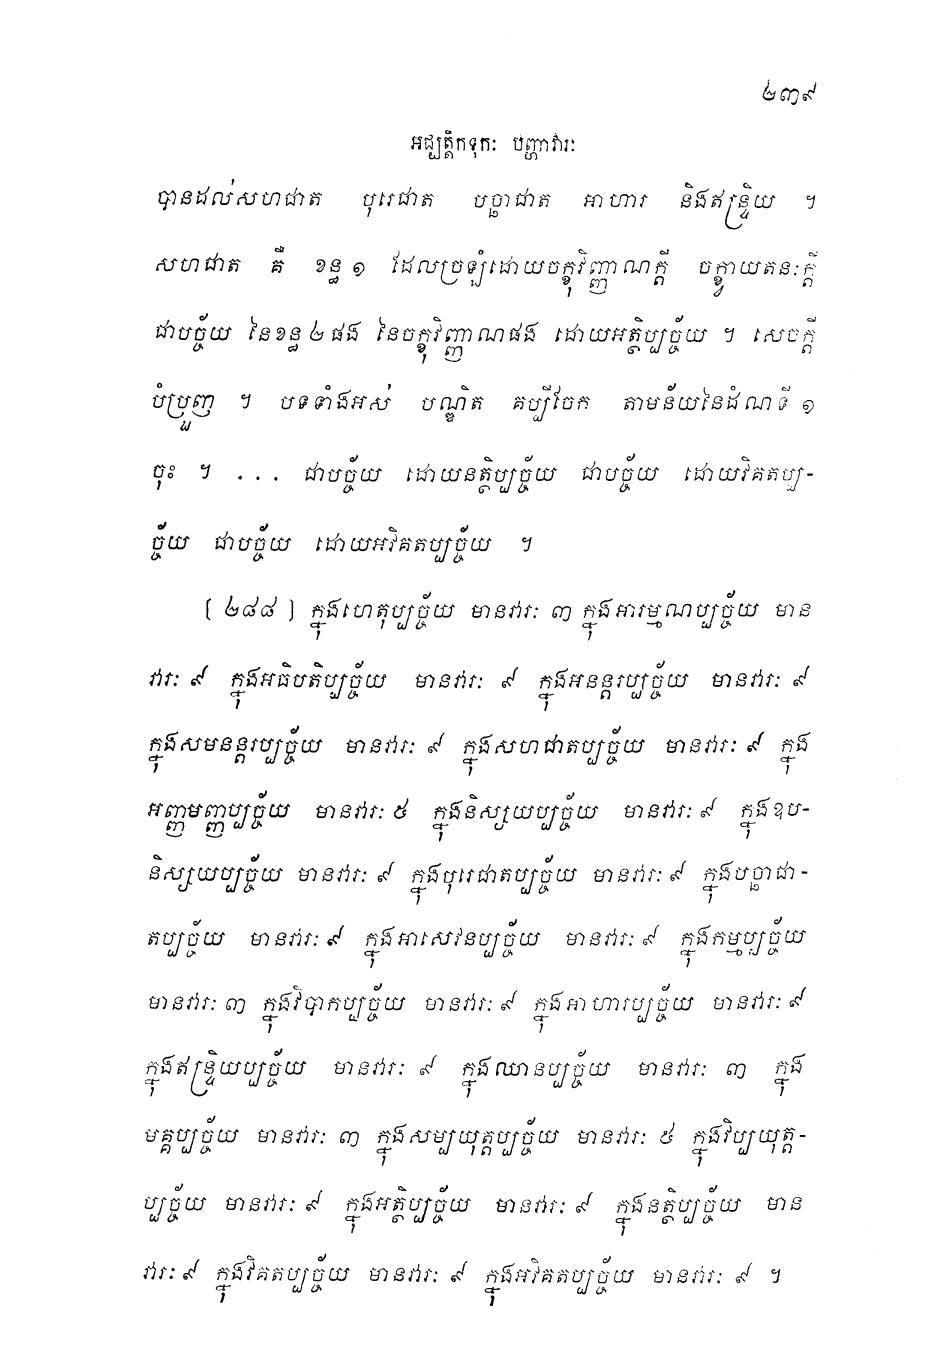 ២៣៩
អជ្ឈត្តិកទុកៈ បញ្ហាវារៈ
បានដល់សហជាត បុរេជាត បច្ឆាជាត អាហារ និងឥន្ទ្រិយ ។
សហជាត គឺ ខន្ធ ១ ដែលច្រឡំដោយចក្ខុវិញ្ញាណក្តី ចក្ខ្វាយតនៈក្តី
ជាបច្ច័យ នៃខន្ធ ២ ផង នៃចក្ខុវិញ្ញាណផង ដោយអត្ថិប្បច្ច័យ ។ សេចក្តី
បំប្រួញ ។ បទទាំងអស់ បណ្ឌិត គប្បីចែក តាមន័យនៃដំណទី ១
ចុះ ។ ... ជាបច្ច័យ ដោយនត្ថិប្បច្ច័យ ជាបច្ច័យ ដោយវិគតប្ប-
ច្ច័យ ជាបច្ច័យ ដោយអវិគតប្បច្ច័យ ។
[ ២៨៨ ] ក្នុងហេតុប្បច្ច័យ មានវារៈ ៣ ក្នុងអារម្មណប្បច្ច័យ មាន
វារៈ ៩ ក្នុងអធិបតិប្បច្ច័យ មានវារៈ ៩ ក្នុងអនន្តរប្បច្ច័យ មានវារៈ ៩
ក្នុងសមនន្តរប្បច្ច័យ មានវារៈ ៩ ក្នុងសហជាតប្បច្ច័យ មានវារៈ ៩ ក្នុង
អញ្ញមញ្ញប្បច្ច័យ មានវារៈ ៥ ក្នុងនិស្សយប្បច្ច័យ មានវារៈ ៩ ក្នុងឧប-
និស្សយប្បច្ច័យ មានវារៈ ៩ ក្នុងបុរេជាតប្បច្ច័យ មានវារៈ ៩ ក្នុងបច្ឆាជា-
តប្បច្ច័យ មានវារៈ ៩ ក្នុងអាសេវនប្បច្ច័យ មានវារៈ ៩ ក្នុងកម្មប្បច្ច័យ
មានវារៈ ៣ ក្នុងវិបាកប្បច្ច័យ មានវារៈ ៩ ក្នុងអាហារប្បច្ច័យ មានវារៈ ៩
ក្នុងឥន្ទ្រិយប្បច្ច័យ មានវារៈ ៩ ក្នុងឈានប្បច្ច័យ មានវារៈ ៣ ក្នុង
មគ្គប្បច្ច័យ មានវារៈ ៣ ក្នុងសម្បយុត្តប្បច្ច័យ មានវារៈ ៥ ក្នុងវិប្បយុត្ត-
ប្បច្ច័យ មានវារៈ ៩ ក្នុងអត្ថិប្បច្ច័យ មានវារៈ ៩ ក្នុងនត្ថិប្បច្ច័យ មាន
វារៈ ៩ ក្នុងវិគតប្បច្ច័យ មានវារៈ ៩ ក្នុងអវិគតប្បច្ច័យ មានវារៈ ៩ ។